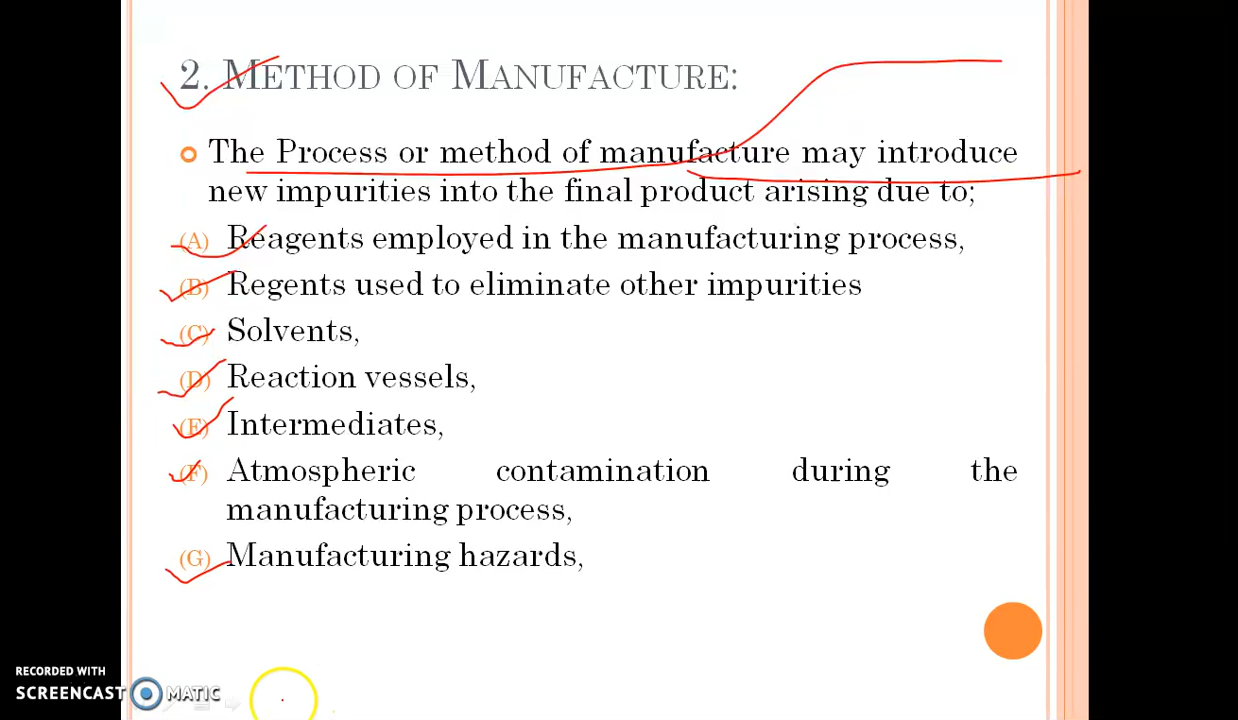 2. METHOD OF MANUFACTURE:
The Process or method of manufacture may introduce
new impurities into the final product arising due to;
(A) Reagents employed in the manufacturing process,
(B) Regents used to eliminate other impurities
(C) Solvents,
(D) Reaction vessels,
(E) Intermediates,
(F) Atmospheric contamination during the
manufacturing process,
(G) Manufacturing hazards,
RECORDED WITH
SCREENCAST MATIC